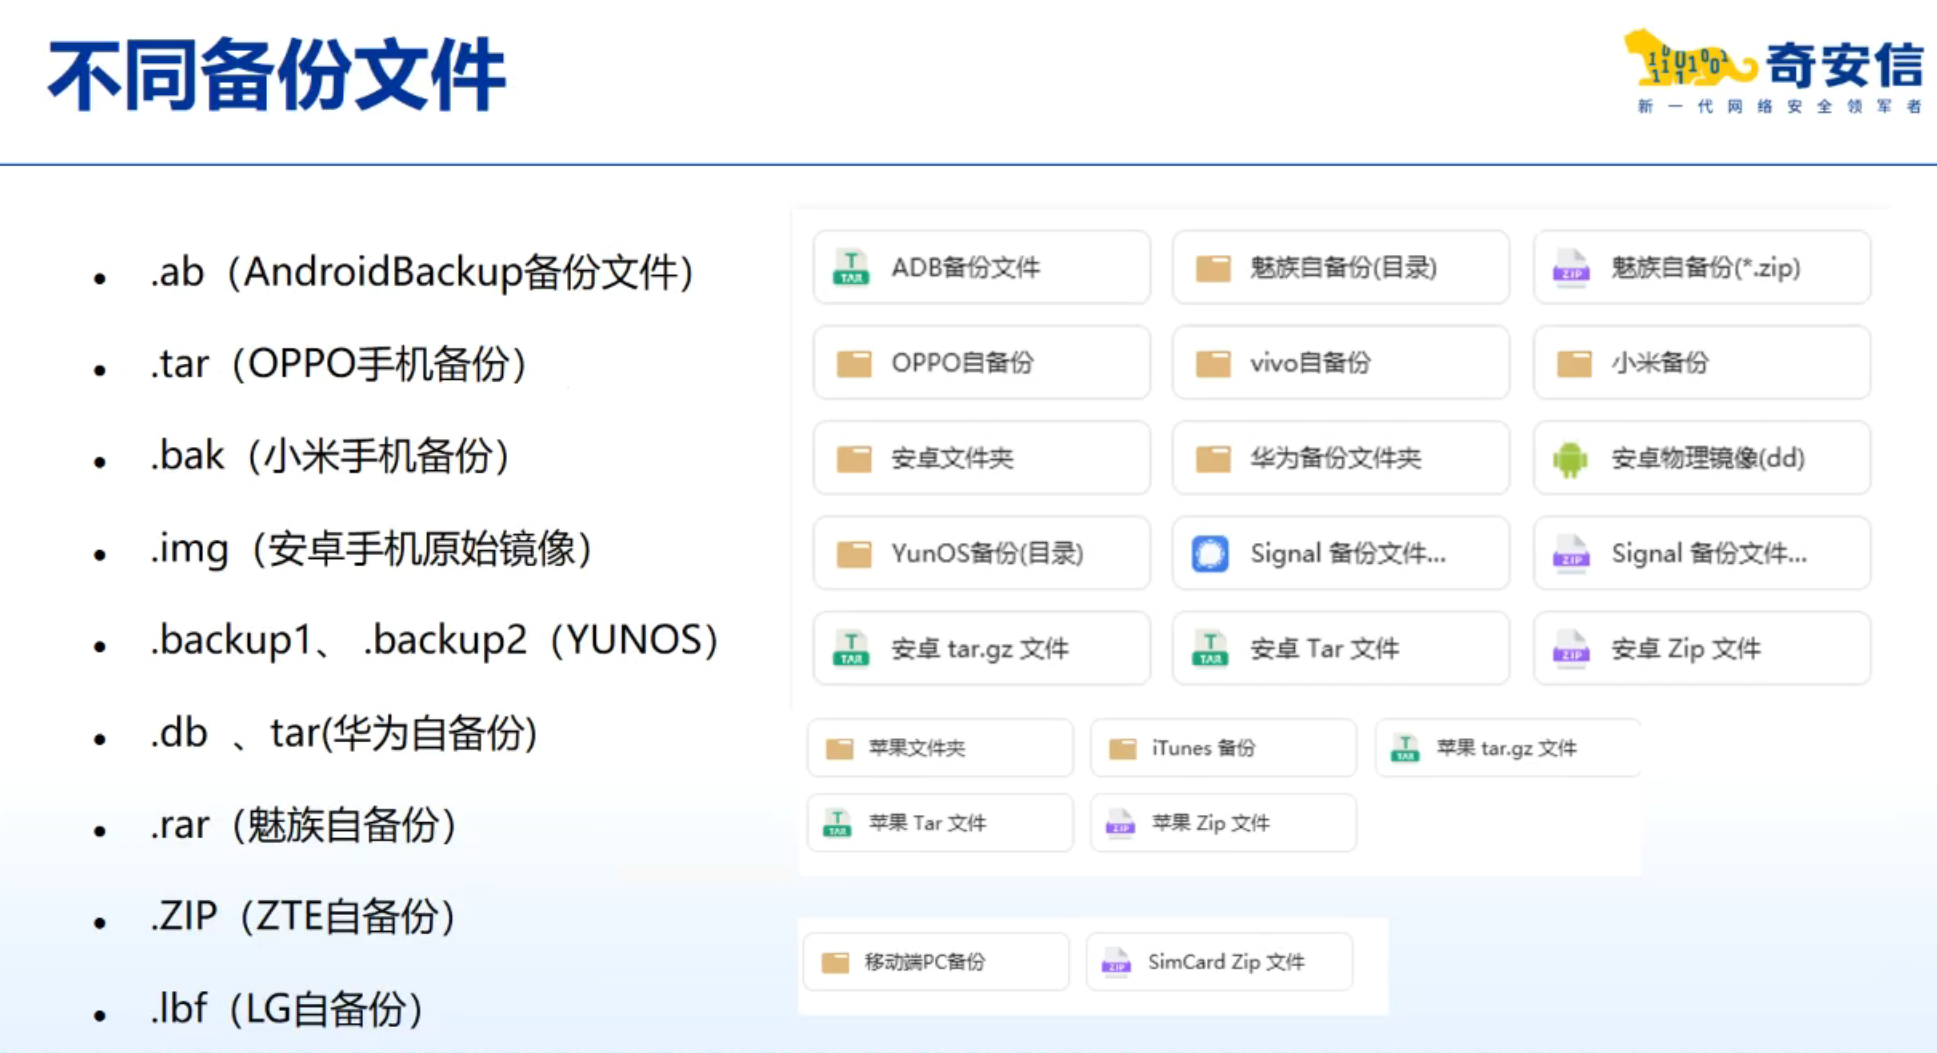 不同备份文件
奇安信
新一代网络安全领军者
.ab（AndroidBackup备份文件）
.tar（OPPO手机备份）
.bak（小米手机备份）
.img（安卓手机原始镜像）
.backup1、 .backup2（YUNOS）
.db 、tar(华为自备份)
.rar（魅族自备份）
.ZIP（ZTE自备份）
.lbf（LG自备份）
TAR ADB备份文件 魅族自备份(目录) ZIP 魅族自备份(*.zip)
OPPO自备份 vivo自备份 小米备份
安卓文件夹 华为备份文件夹 安卓物理镜像(dd)
YunOS备份(目录) Signal 备份文件... ZIP Signal 备份文件...
TAR 安卓 tar.gz 文件 TAR 安卓 Tar 文件 ZIP 安卓 Zip 文件
苹果文件夹 iTunes 备份 TAR 苹果 tar.gz 文件
TAR 苹果 Tar 文件 ZIP 苹果 Zip 文件
移动端PC备份 ZIP SimCard Zip 文件